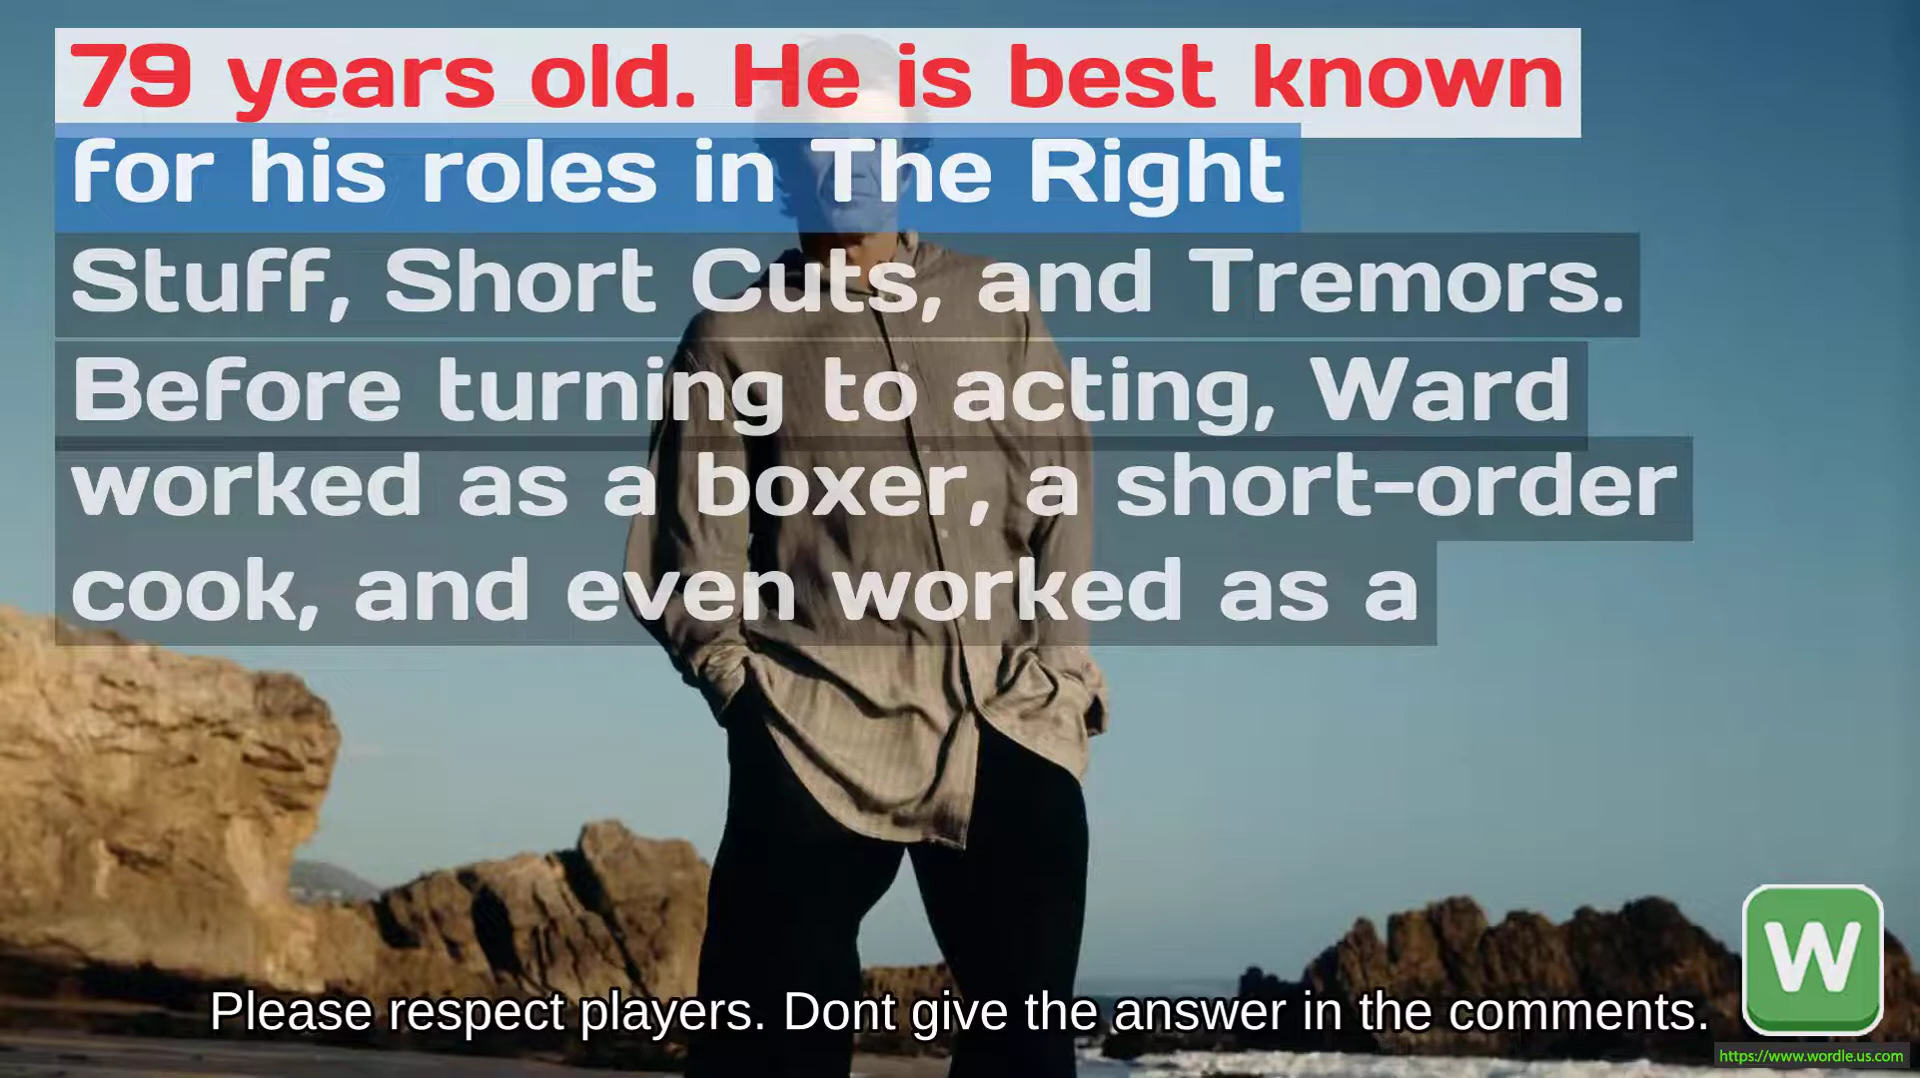 79 years old. He is best known
for his roles in The Right
Stuff, Short Cuts, and Tremors.
Before turning to acting, Ward
worked as a boxer, a short-order
cook, and even worked as a
Please respect players. Dont give the answer in the comments.
W
https://www.wordle.us.com